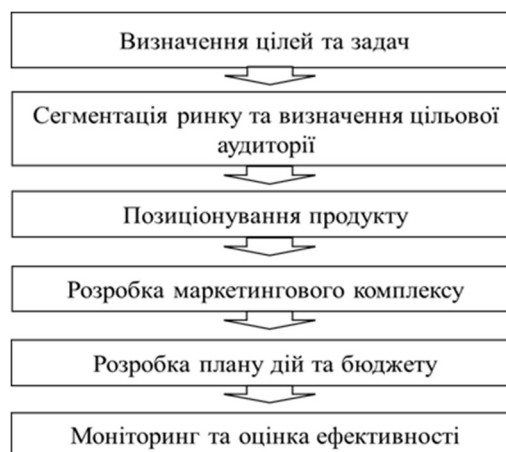 Визначення цілей та задач
Сегментація ринку та визначення цільової
аудиторії
Позиціонування продукту
Розробка маркетингового комплексу
Розробка плану дій та бюджету
Моніторинг та оцінка ефективності